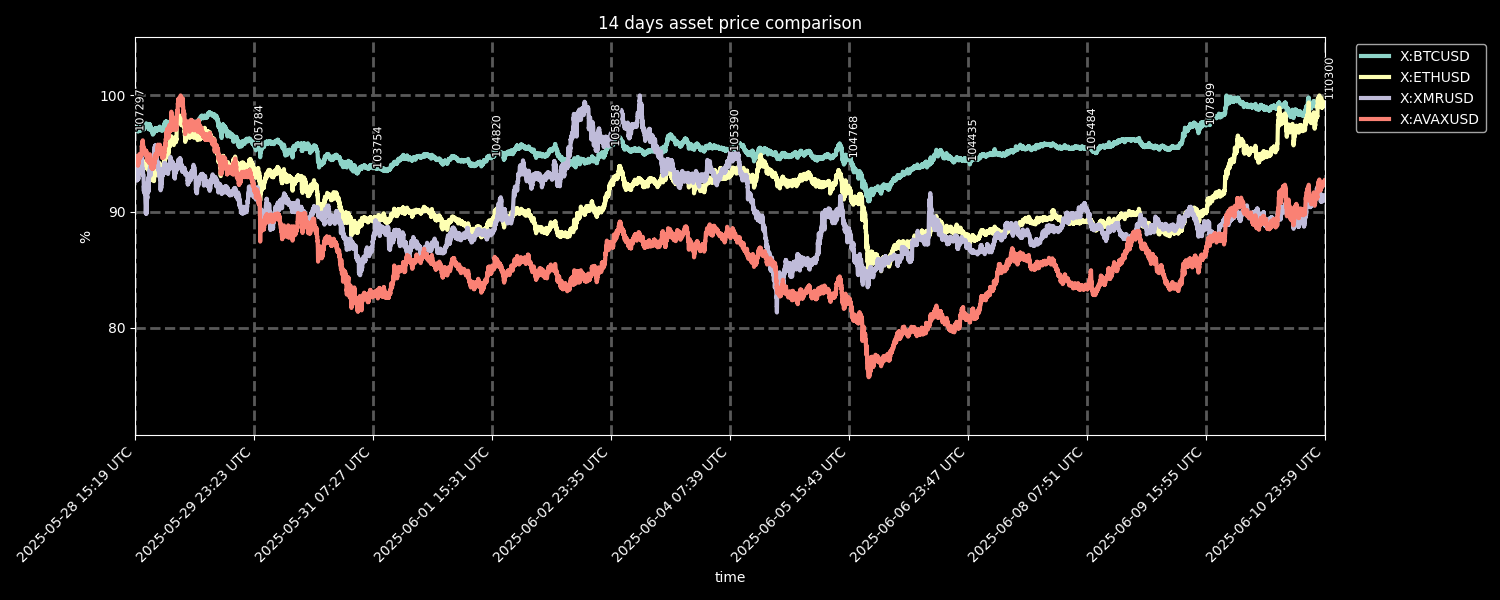 14 days asset price comparison
X:BTCUSD
X:ETHUSD
X:XMRUSD
X:AVAXUSD
100
90
80
%
107297
105784
103754
104820
105858
105390
104768
104435
105484
107899
110300
2025-05-28 15:19 UTC
2025-05-29 23:23 UTC
2025-05-31 07:27 UTC
2025-06-01 15:31 UTC
2025-06-02 23:35 UTC
2025-06-04 07:39 UTC
2025-06-05 15:43 UTC
2025-06-06 23:47 UTC
2025-06-08 07:51 UTC
2025-06-09 15:55 UTC
2025-06-10 23:59 UTC
time